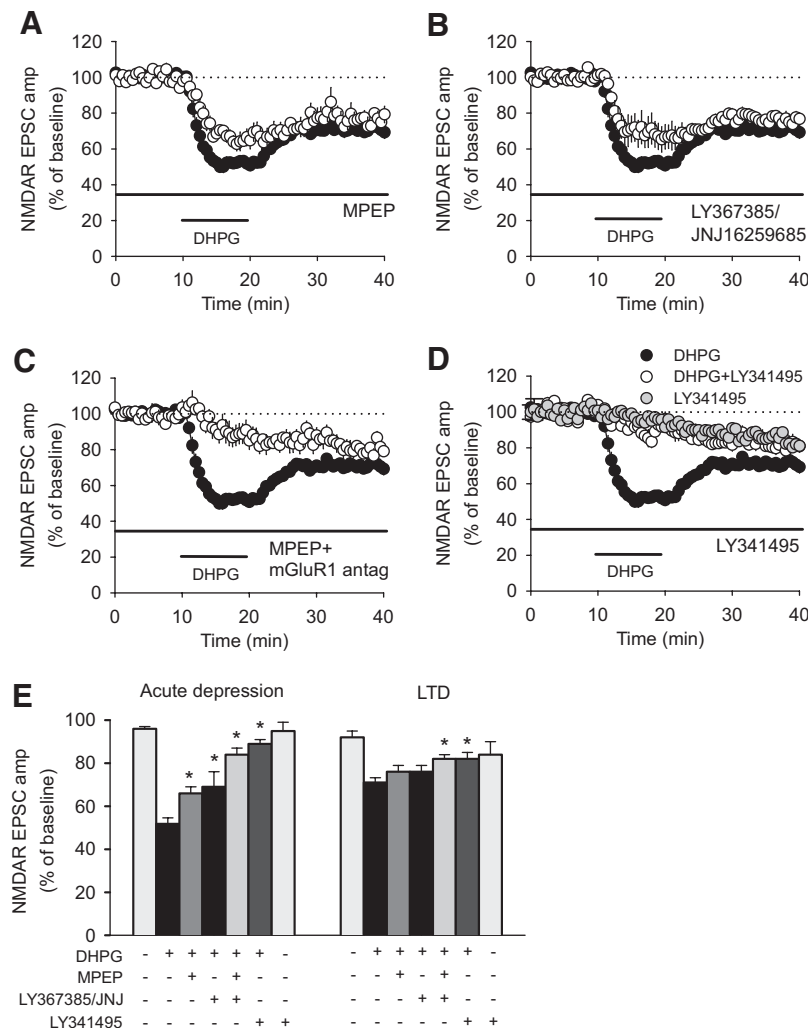 A
NMDAR EPSC amp
(% of baseline)
120
100
80
60
40
20
0
MPEP
DHPG
0 10 20 30 40
Time (min)
B
NMDAR EPSC amp
(% of baseline)
120
100
80
60
40
20
0
LY367385/
JNJ16259685
DHPG
0 10 20 30 40
Time (min)
C
NMDAR EPSC amp
(% of baseline)
120
100
80
60
40
20
0
MPEP+
mGluR1 antag
DHPG
0 10 20 30 40
Time (min)
D
DHPG
DHPG+LY341495
LY341495
NMDAR EPSC amp
(% of baseline)
120
100
80
60
40
20
0
LY341495
DHPG
0 10 20 30 40
Time (min)
E
Acute depression LTD
NMDAR EPSC amp
(% of baseline)
100
80
60
40
20
0
* * * * * *
DHPG - + + + + + - - + + + + + -
MPEP - - + - + - - - - + - + - -
LY367385/JNJ - - - + + - - - - - + + - -
LY341495 - - - - - + + - - - - - + +